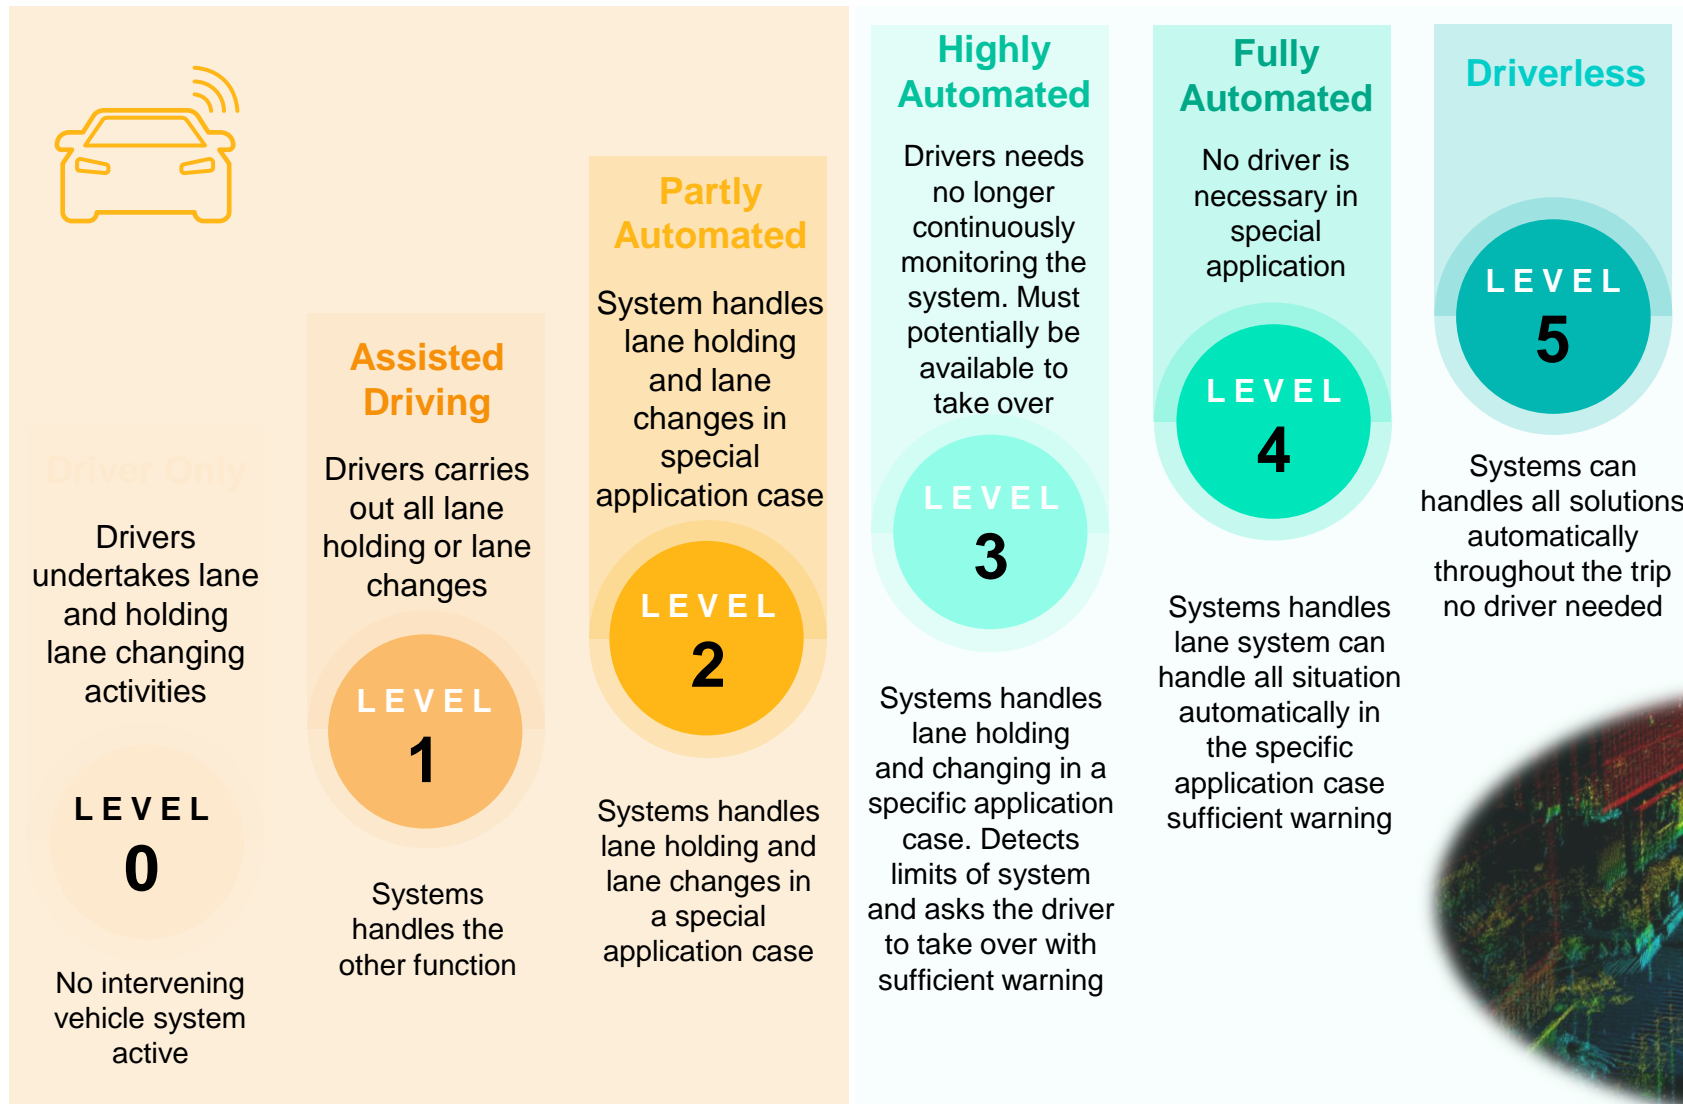 Driver Only
Drivers
undertakes lane
and holding
lane changing
activities
LEVEL
0
No intervening
vehicle system
active
Assisted
Driving
Drivers carries
out all lane
holding or lane
changes
LEVEL
1
Systems
handles the
other function
Partly
Automated
System handles
lane holding
and lane
changes in
special
application case
LEVEL
2
Systems handles
lane holding and
lane changes in
a special
application case
Highly
Automated
Drivers needs
no longer
continuously
monitoring the
system. Must
potentially be
available to
take over
LEVEL
3
Systems handles
lane holding
and changing in a
specific application
case. Detects
limits of system
and asks the driver
to take over with
sufficient warning
Fully
Automated
No driver is
necessary in
special
application
LEVEL
4
Systems handles
lane system can
handle all situation
automatically in
the specific
application case
sufficient warning
Driverless
LEVEL
5
Systems can
handles all solutions
automatically
throughout the trip
no driver needed